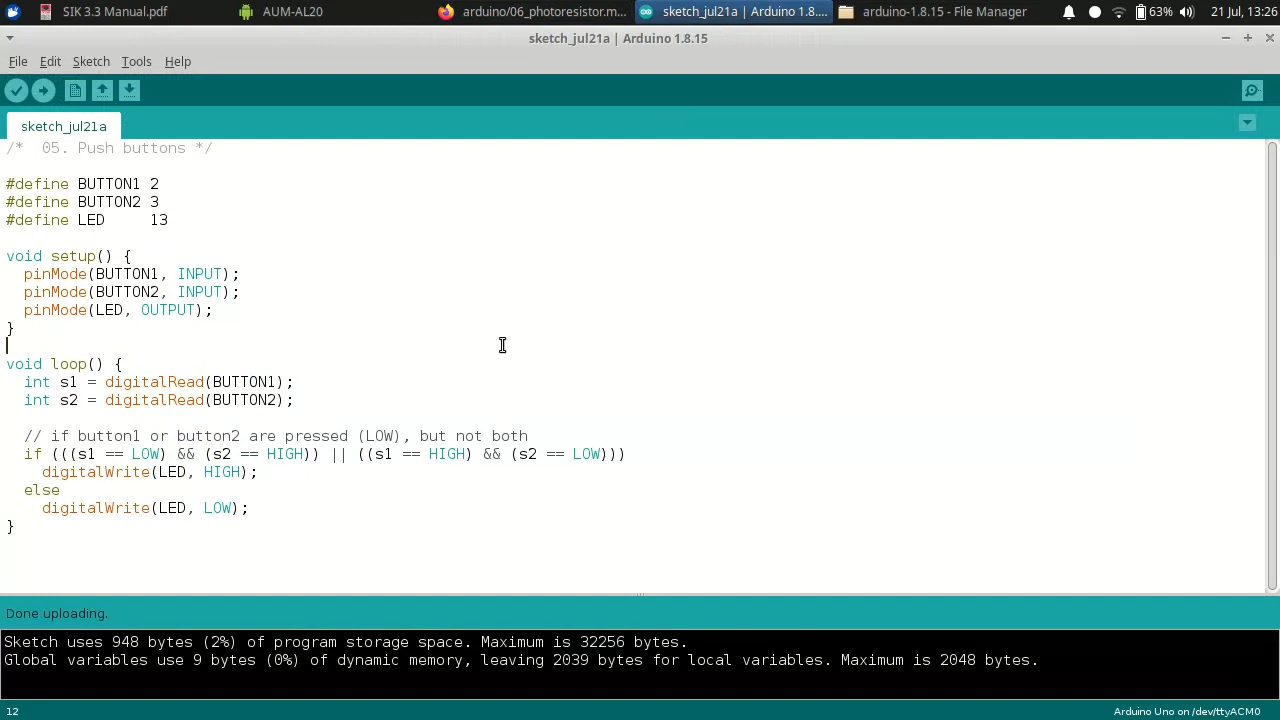 SIK 3.3 Manual.pdf
AUM-AL20
arduino/06_photoresistor.m...
sketch_jul21a | Arduino 1.8....
arduino-1.8.15 - File Manager
63%
21 Jul, 13:26
sketch_jul21a | Arduino 1.8.15
File Edit Sketch Tools Help
sketch_jul21a
/*  05. Push buttons */
#define BUTTON1 2
#define BUTTON2 3
#define LED     13
void setup() {
  pinMode(BUTTON1, INPUT);
  pinMode(BUTTON2, INPUT);
  pinMode(LED, OUTPUT);
}
void loop() {
  int s1 = digitalRead(BUTTON1);
  int s2 = digitalRead(BUTTON2);
  // if button1 or button2 are pressed (LOW), but not both
  if (((s1 == LOW) && (s2 == HIGH)) || ((s1 == HIGH) && (s2 == LOW)))
    digitalWrite(LED, HIGH);
  else
    digitalWrite(LED, LOW);
}
Done uploading.
Sketch uses 948 bytes (2%) of program storage space. Maximum is 32256 bytes.
Global variables use 9 bytes (0%) of dynamic memory, leaving 2039 bytes for local variables. Maximum is 2048 bytes.
12
Arduino Uno on /dev/ttyACM0